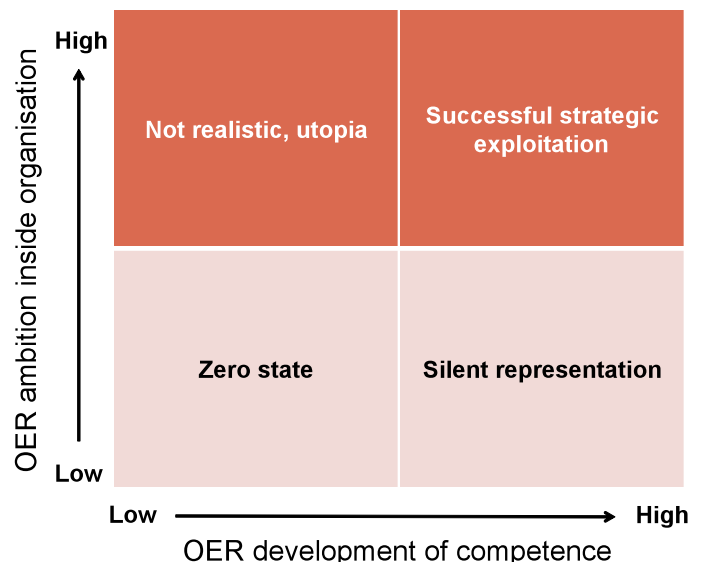 High
OER ambition inside organisation
Not realistic, utopia
Successful strategic
exploitation
Zero state
Silent representation
Low
Low
High
OER development of competence